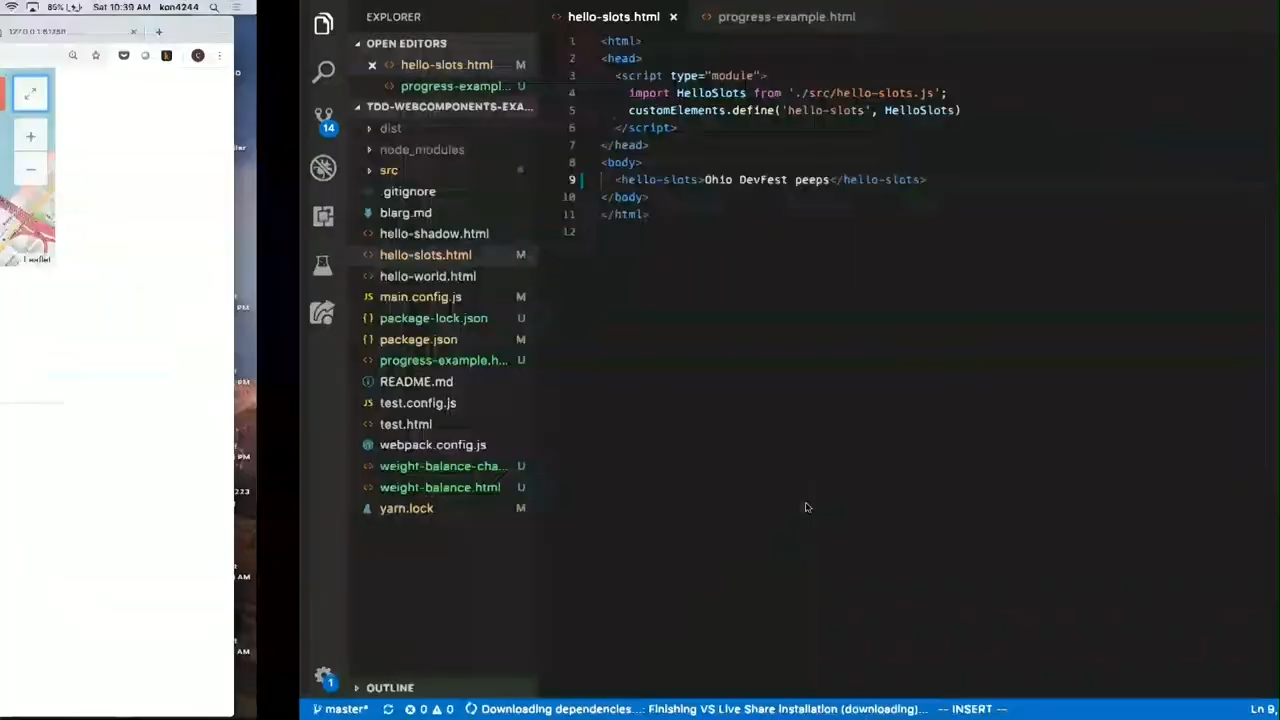 86% Sat 10:39 AM kon4244
Leaflet
EXPLORER
OPEN EDITORS
hello-slots.html M
progress-exampl... U
TDD-WEBCOMPONENTS-EXA...
dist
node_modules
src
.gitignore
blarg.md
hello-shadow.html
hello-slots.html M
hello-world.html
main.config.js M
package-lock.json U
package.json M
progress-example.h... U
README.md
test.config.js
test.html
webpack.config.js
weight-balance-cha... U
weight-balance.html U
yarn.lock M
OUTLINE
14
1
hello-slots.html
progress-example.html
1 <html>
2 <head>
3 <script type="module">
4 import HelloSlots from './src/hello-slots.js';
5 customElements.define('hello-slots', HelloSlots)
6 </script>
7 </head>
8 <body>
9 <hello-slots>Ohio DevFest peeps</hello-slots>
10 </body>
11 </html>
12
master* 0 0 Downloading dependencies...: Finishing VS Live Share installation (downloading)... -- INSERT -- Ln 9,